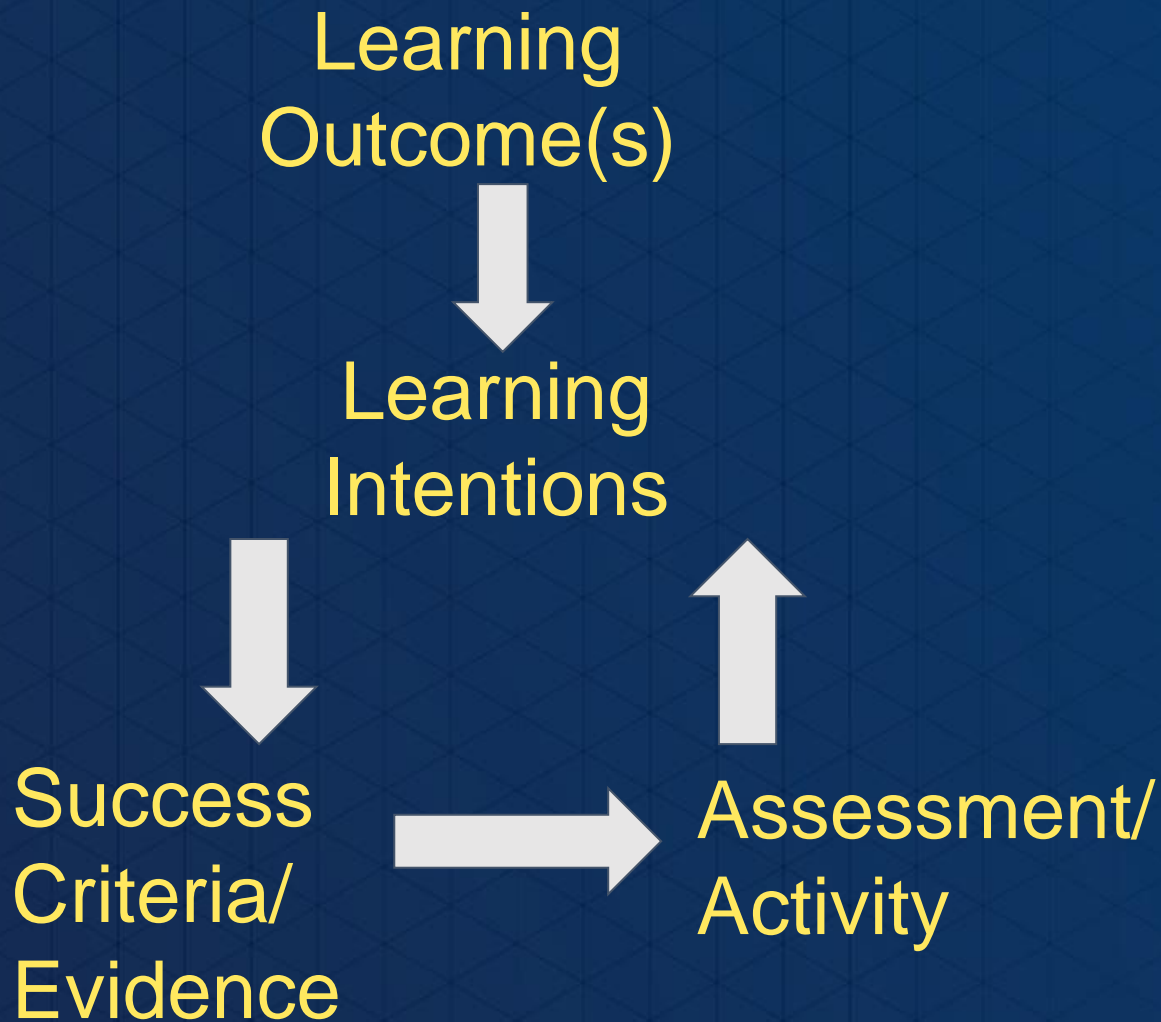 Learning
Outcome(s)
Learning
Intentions
Success
Criteria/
Evidence
Assessment/
Activity